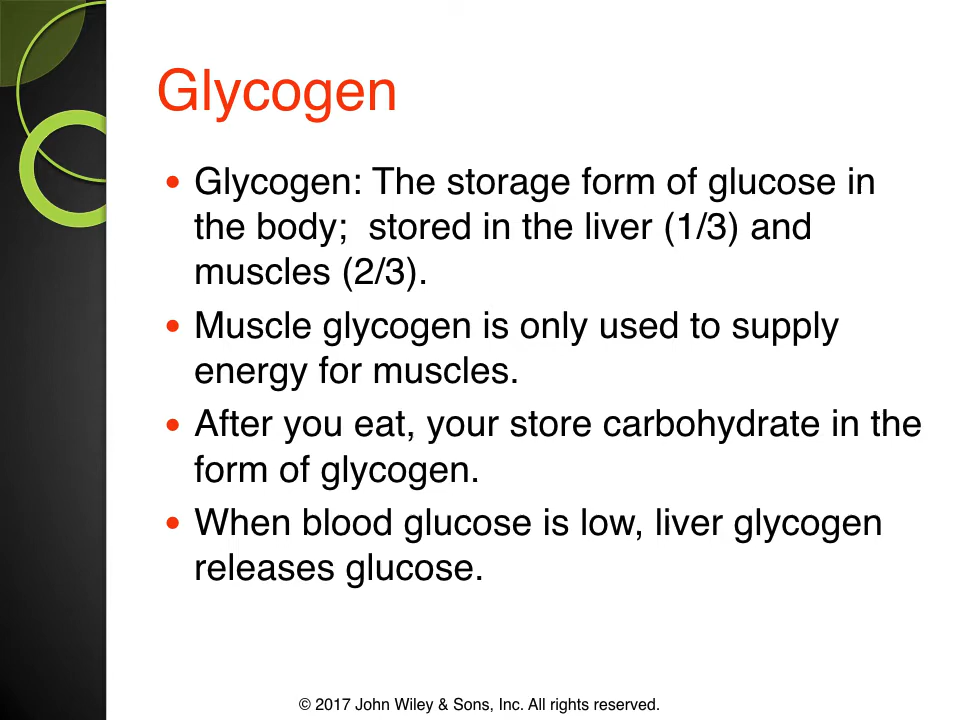 Glycogen
• Glycogen: The storage form of glucose in
the body;  stored in the liver (1/3) and
muscles (2/3).
• Muscle glycogen is only used to supply
energy for muscles.
• After you eat, your store carbohydrate in the
form of glycogen.
• When blood glucose is low, liver glycogen
releases glucose.
© 2017 John Wiley & Sons, Inc. All rights reserved.